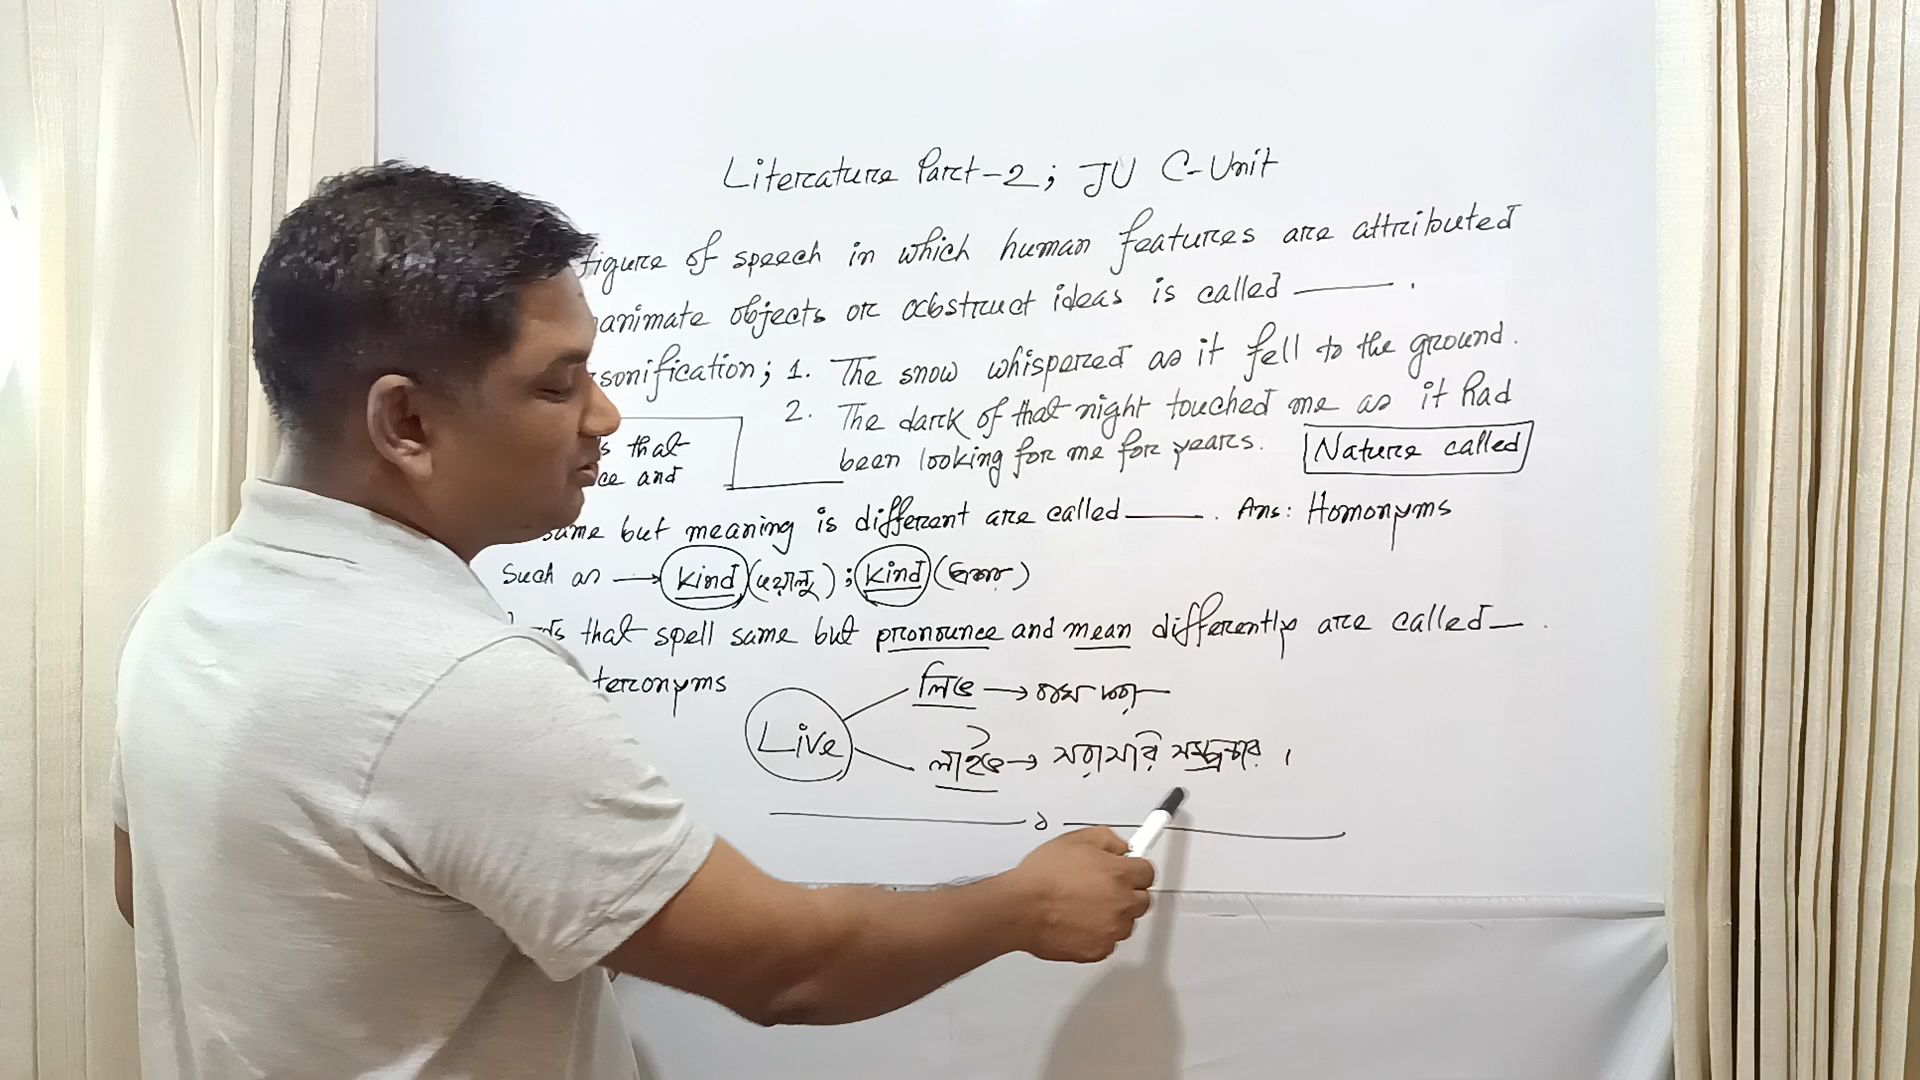 Literature Part-2; JU C-Unit
figure of speech in which human features are attributed
animate objects or abstruct ideas is called ———.
sonification; 1. The snow whispered as it fell to the ground.
2. The dark of that night touched me as it had
been looking for me for years. Nature called
s that
ce and
same but meaning is different are called ———. Ans: Homonyms
Such as → kind (দয়ালু); kind (প্রকার)
ds that spell same but pronounce and mean differently are called —.
teronyms
Live
লিভ → বাস করা
লাইভ → সরাসরি সম্প্রচার।